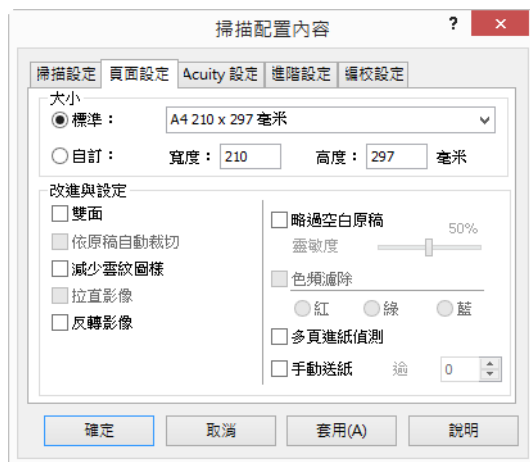 掃描配置內容 ?
掃描設定 頁面設定 Acuity 設定 進階設定 編校設定
大小
標準： A4 210 x 297 毫米
自訂： 寬度： 210 高度： 297 毫米
改進與設定
雙面
依原稿自動裁切
減少雲紋圖樣
拉直影像
反轉影像
略過空白原稿 50%
靈敏度
色頻濾除
紅 綠 藍
多頁進紙偵測
手動送紙 逾 0
確定 取消 套用(A) 說明